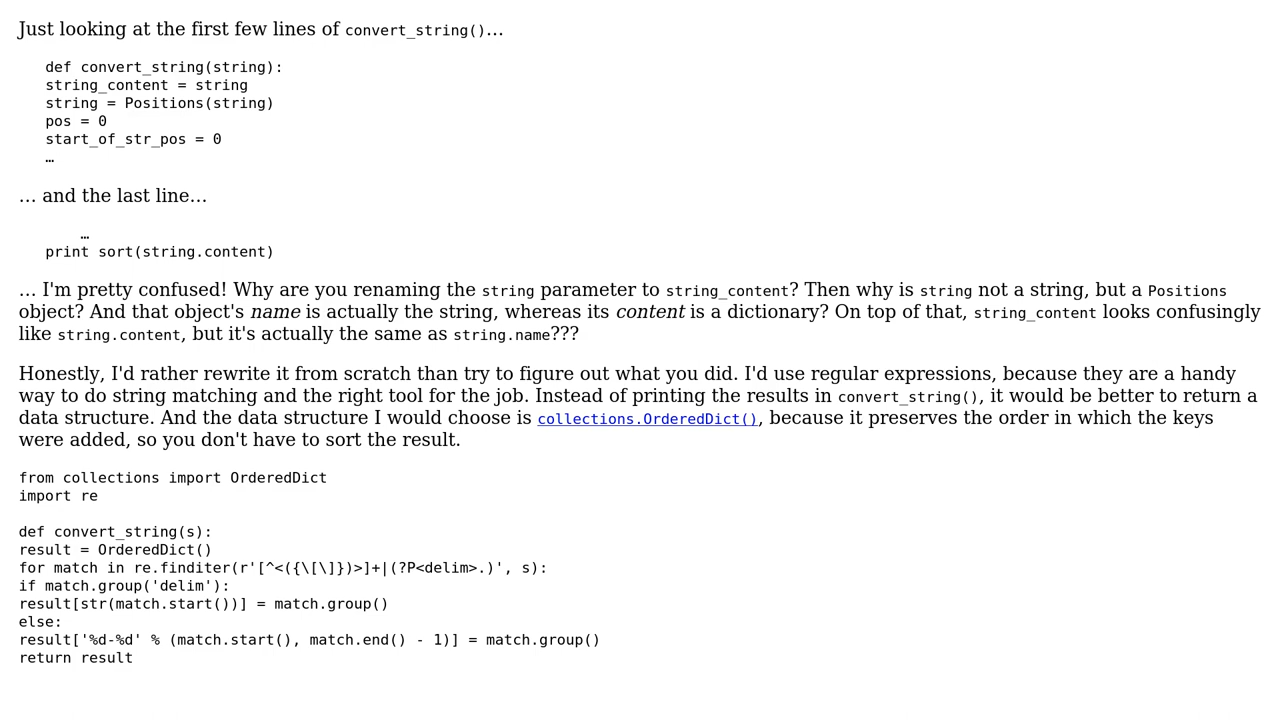 Just looking at the first few lines of convert_string()…
def convert_string(string):
string_content = string
string = Positions(string)
pos = 0
start_of_str_pos = 0
…
… and the last line…
…
print sort(string.content)
… I'm pretty confused! Why are you renaming the string parameter to string_content? Then why is string not a string, but a Positions
object? And that object's name is actually the string, whereas its content is a dictionary? On top of that, string_content looks confusingly
like string.content, but it's actually the same as string.name???
Honestly, I'd rather rewrite it from scratch than try to figure out what you did. I'd use regular expressions, because they are a handy
way to do string matching and the right tool for the job. Instead of printing the results in convert_string(), it would be better to return a
data structure. And the data structure I would choose is collections.OrderedDict(), because it preserves the order in which the keys
were added, so you don't have to sort the result.
from collections import OrderedDict
import re
def convert_string(s):
result = OrderedDict()
for match in re.finditer(r'[^<({\[\]})>]+|(?P<delim>.)', s):
if match.group('delim'):
result[str(match.start())] = match.group()
else:
result['%d-%d' % (match.start(), match.end() - 1)] = match.group()
return result